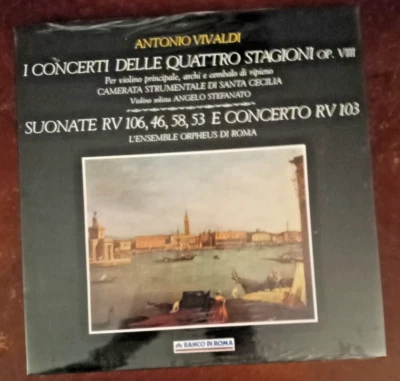 ANTONIO VIVALDI
I CONCERTI DELLE QUATTRO STAGIONI OP. VIII
Per violino principale, archi e cembalo di ripieno
CAMERATA STRUMENTALE DI SANTA CECILIA
Violino solista ANGELO STEFANATO
SUONATE RV 106, 46, 58, 53 E CONCERTO RV 103
L'ENSEMBLE ORPHEUS DI ROMA
BANCO DI ROMA